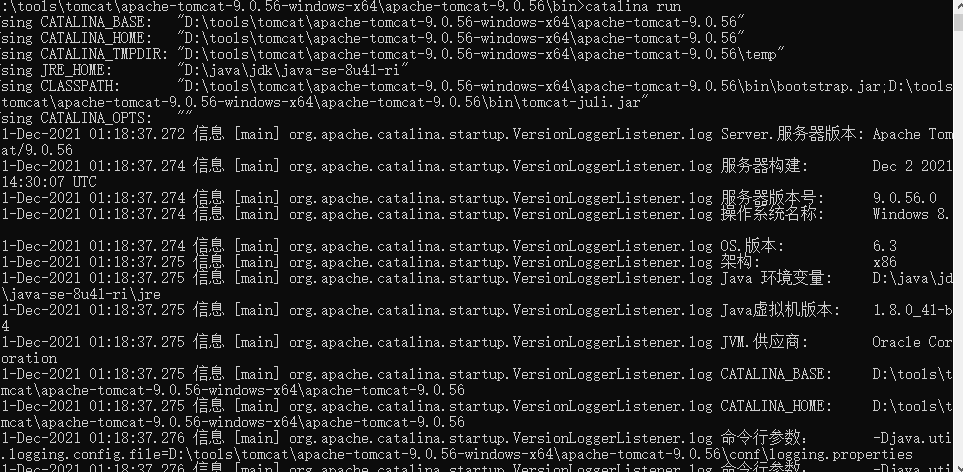 :\tools\tomcat\apache-tomcat-9.0.56-windows-x64\apache-tomcat-9.0.56\bin>catalina run
sing CATALINA_BASE:   "D:\tools\tomcat\apache-tomcat-9.0.56-windows-x64\apache-tomcat-9.0.56"
sing CATALINA_HOME:   "D:\tools\tomcat\apache-tomcat-9.0.56-windows-x64\apache-tomcat-9.0.56"
sing CATALINA_TMPDIR: "D:\tools\tomcat\apache-tomcat-9.0.56-windows-x64\apache-tomcat-9.0.56\temp"
sing JRE_HOME:        "D:\java\jdk\java-se-8u41-ri"
sing CLASSPATH:       "D:\tools\tomcat\apache-tomcat-9.0.56-windows-x64\apache-tomcat-9.0.56\bin\bootstrap.jar;D:\tools
tomcat\apache-tomcat-9.0.56-windows-x64\apache-tomcat-9.0.56\bin\tomcat-juli.jar"
sing CATALINA_OPTS:   ""
1-Dec-2021 01:18:37.272 信息 [main] org.apache.catalina.startup.VersionLoggerListener.log Server.服务器版本: Apache Tom
at/9.0.56
1-Dec-2021 01:18:37.274 信息 [main] org.apache.catalina.startup.VersionLoggerListener.log 服务器构建:        Dec 2 2021
14:30:07 UTC
1-Dec-2021 01:18:37.274 信息 [main] org.apache.catalina.startup.VersionLoggerListener.log 服务器版本号:      9.0.56.0
1-Dec-2021 01:18:37.274 信息 [main] org.apache.catalina.startup.VersionLoggerListener.log 操作系统名称:      Windows 8.
1-Dec-2021 01:18:37.274 信息 [main] org.apache.catalina.startup.VersionLoggerListener.log OS.版本:           6.3
1-Dec-2021 01:18:37.275 信息 [main] org.apache.catalina.startup.VersionLoggerListener.log 架构:              x86
1-Dec-2021 01:18:37.275 信息 [main] org.apache.catalina.startup.VersionLoggerListener.log Java 环境变量:     D:\java\jd
\java-se-8u41-ri\jre
1-Dec-2021 01:18:37.275 信息 [main] org.apache.catalina.startup.VersionLoggerListener.log Java虚拟机版本:    1.8.0_41-b
4
1-Dec-2021 01:18:37.275 信息 [main] org.apache.catalina.startup.VersionLoggerListener.log JVM.供应商:        Oracle Cor
oration
1-Dec-2021 01:18:37.275 信息 [main] org.apache.catalina.startup.VersionLoggerListener.log CATALINA_BASE:     D:\tools\t
mcat\apache-tomcat-9.0.56-windows-x64\apache-tomcat-9.0.56
1-Dec-2021 01:18:37.275 信息 [main] org.apache.catalina.startup.VersionLoggerListener.log CATALINA_HOME:     D:\tools\t
mcat\apache-tomcat-9.0.56-windows-x64\apache-tomcat-9.0.56
1-Dec-2021 01:18:37.276 信息 [main] org.apache.catalina.startup.VersionLoggerListener.log 命令行参数：       -Djava.uti
.logging.config.file=D:\tools\tomcat\apache-tomcat-9.0.56-windows-x64\apache-tomcat-9.0.56\conf\logging.properties
1-Dec-2021 01:18:37.276 信息 [main] org.apache.catalina.startup.VersionLoggerListener.log 命令行参数：       -Djava.uti